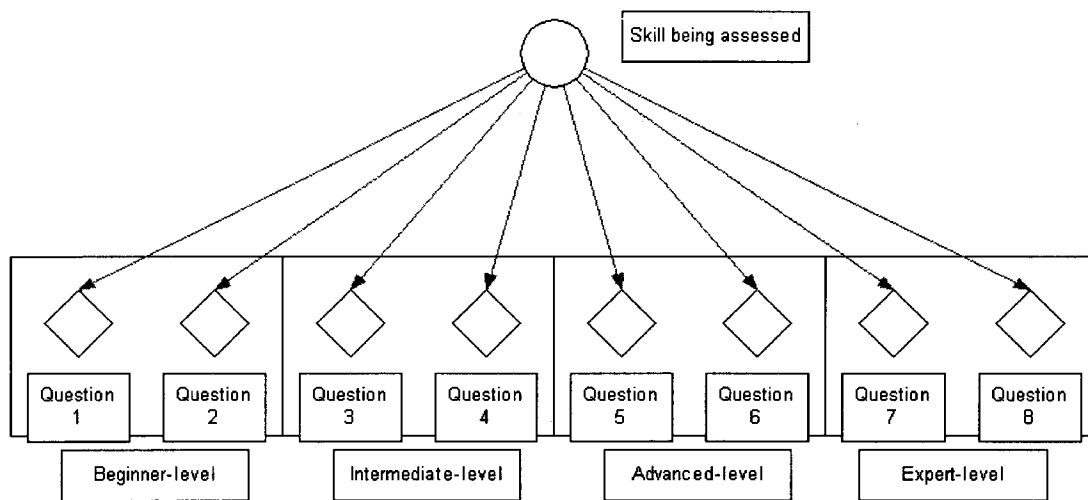 Skill being assessed
Question
1
Question
2
Question
3
Question
4
Question
5
Question
6
Question
7
Question
8
Beginner-level
Intermediate-level
Advanced-level
Expert-level